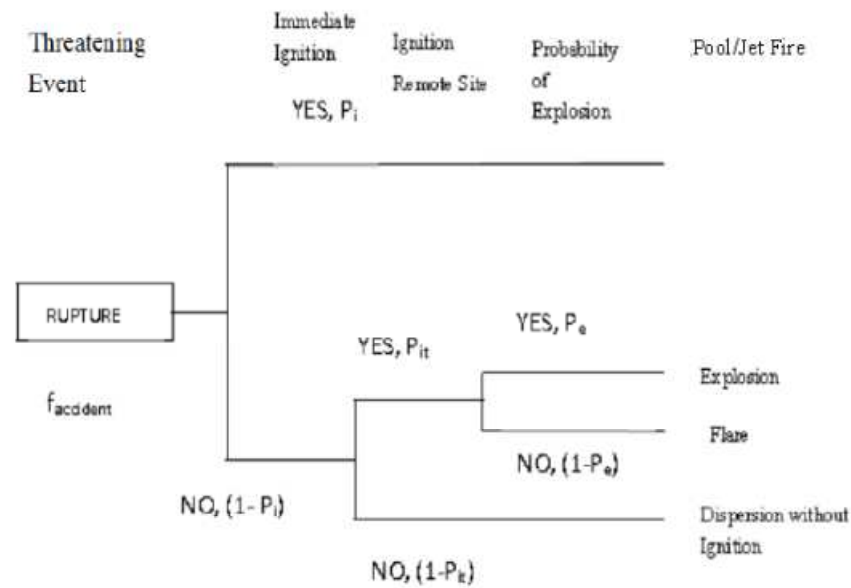 Threatening
Event
Immediate
Ignition
Ignition
Remote Site
Probability
of
Explosion
Pool/Jet Fire
YES, Pi
RUPTURE
faccident
YES, Pit
YES, Pe
Explosion
Flare
NO, (1-Pe)
NO, (1- Pi)
Dispersion without
Ignition
NO, (1-Pit)